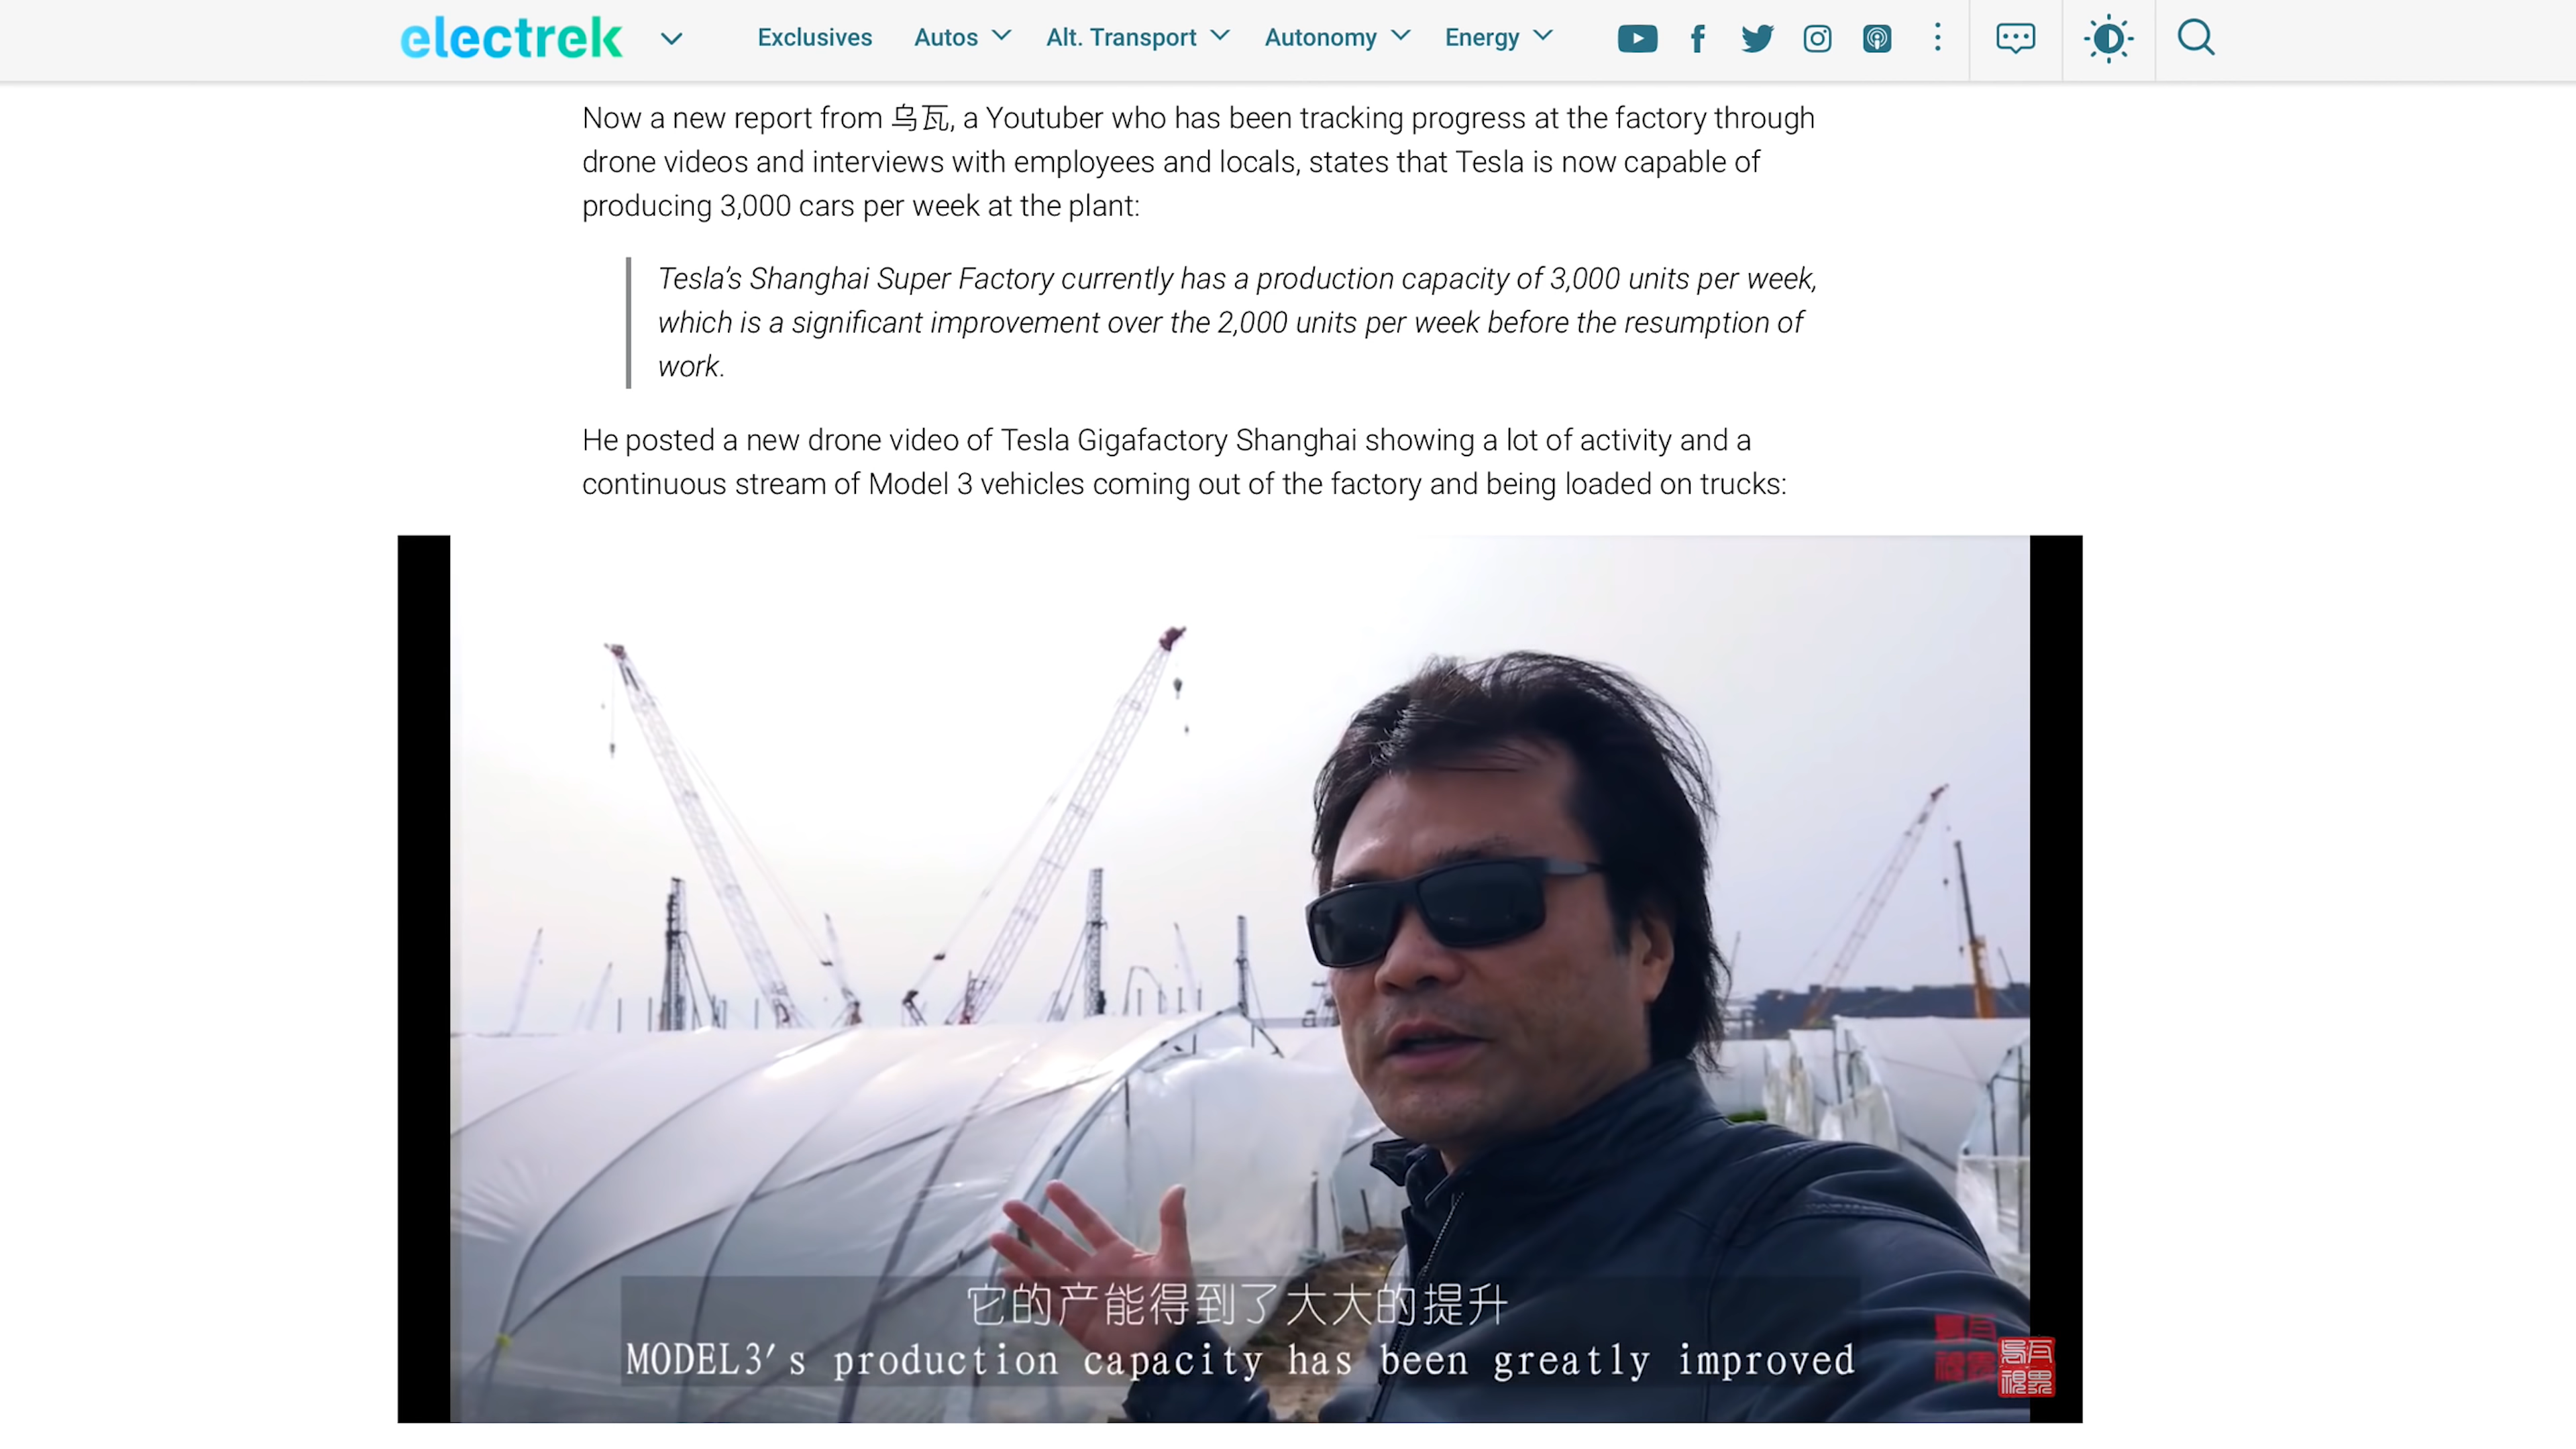 electrek
Exclusives Autos Alt. Transport Autonomy Energy
Now a new report from 乌瓦, a Youtuber who has been tracking progress at the factory through
drone videos and interviews with employees and locals, states that Tesla is now capable of
producing 3,000 cars per week at the plant:
Tesla’s Shanghai Super Factory currently has a production capacity of 3,000 units per week,
which is a significant improvement over the 2,000 units per week before the resumption of
work.
He posted a new drone video of Tesla Gigafactory Shanghai showing a lot of activity and a
continuous stream of Model 3 vehicles coming out of the factory and being loaded on trucks:
它的产能得到了大大的提升
MODEL3's production capacity has been greatly improved